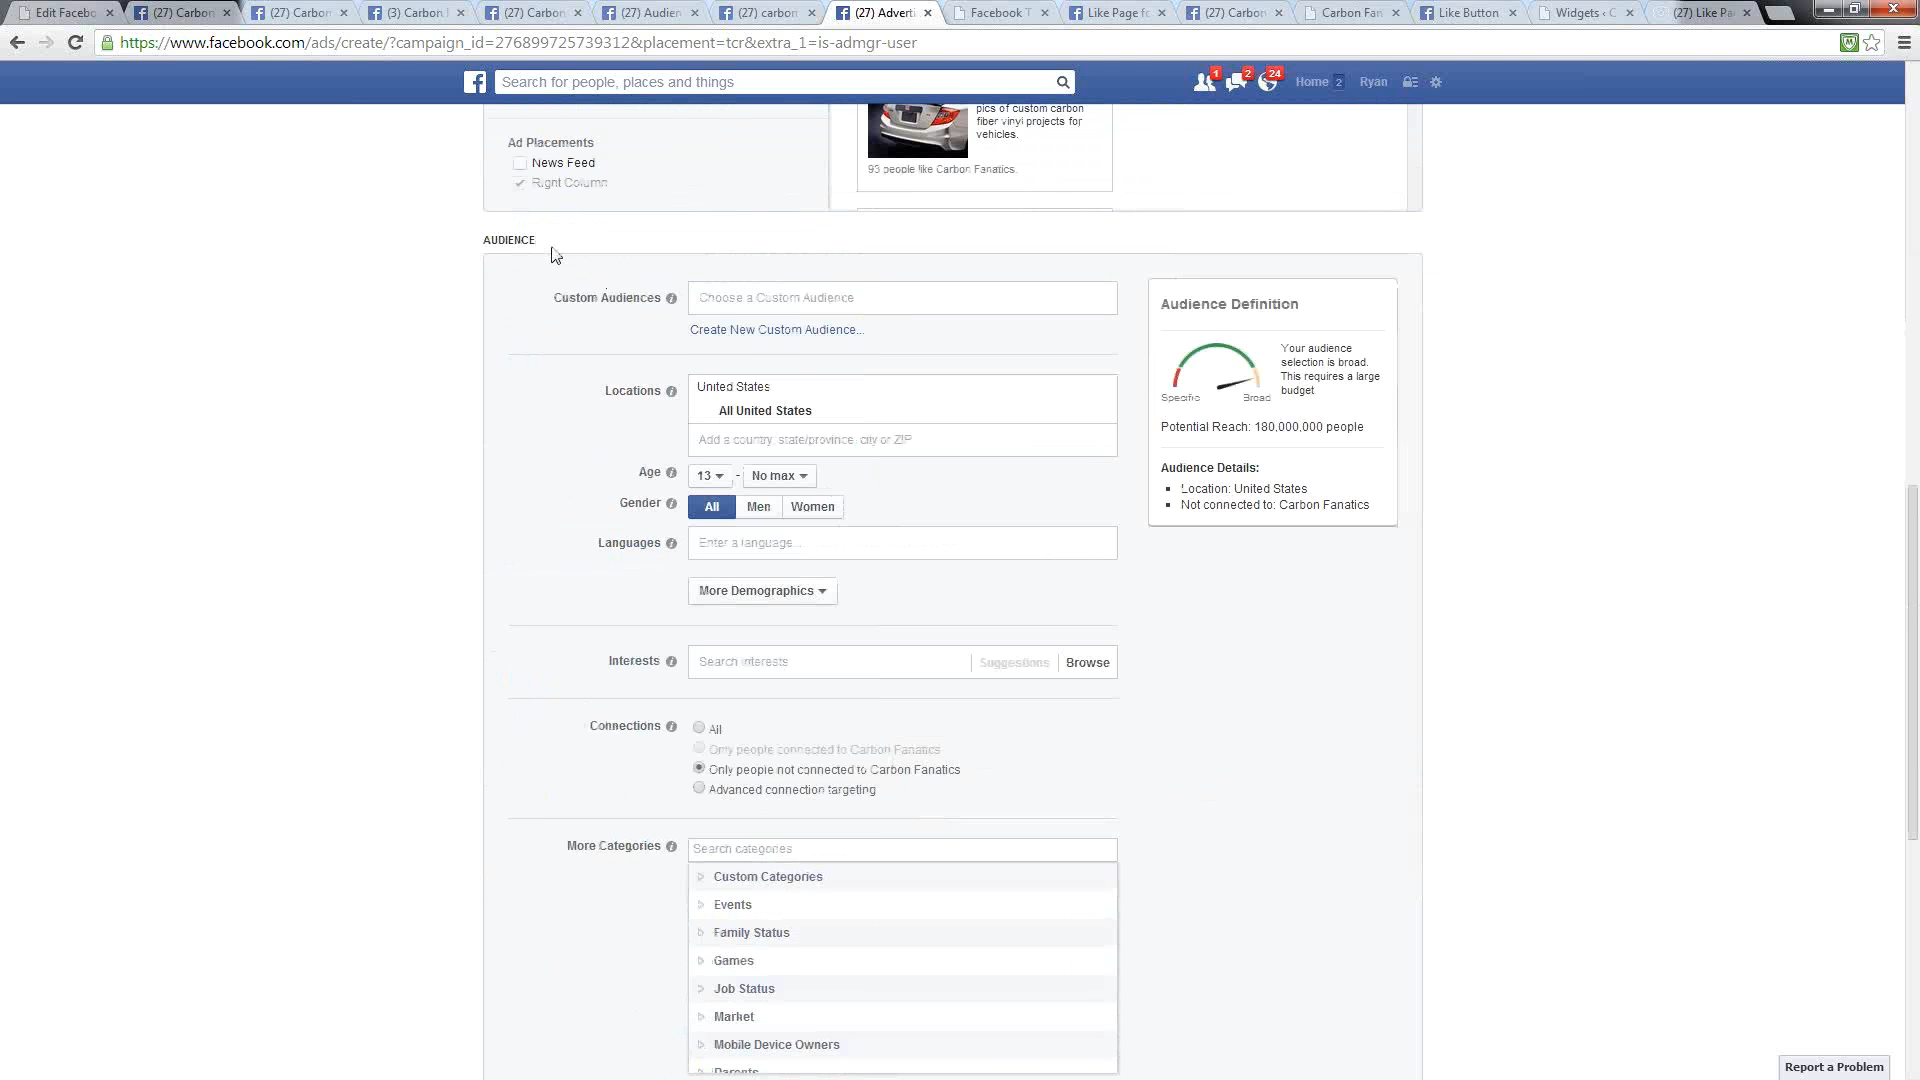 Edit Facebo
(27) Carbon
(27) Carbon
(3) Carbon
(27) Carbon
(27) Audien
(27) carbon
(27) Adverti
Facebook T
Like Page fo
(27) Carbon
Carbon Fan
Like Button
Widgets ‹ C
(27) Like Pa
https://www.facebook.com/ads/create/?campaign_id=276899725739312&placement=tcr&extra_1=is-admgr-user
Search for people, places and things
1
2
24
Home 2
Ryan
pics of custom carbon
fiber vinyl projects for
vehicles.
93 people like Carbon Fanatics.
Ad Placements
News Feed
Right Column
AUDIENCE
Custom Audiences
Choose a Custom Audience
Create New Custom Audience...
Locations
United States
All United States
Add a country, state/province, city or ZIP
Age
13 - No max
Gender
All Men Women
Languages
Enter a language...
More Demographics
Interests
Search interests Suggestions Browse
Connections
All
Only people connected to Carbon Fanatics
Only people not connected to Carbon Fanatics
Advanced connection targeting
More Categories
Search categories
Custom Categories
Events
Family Status
Games
Job Status
Market
Mobile Device Owners
Parents
Audience Definition
Your audience
selection is broad.
This requires a large
budget
Specific Broad
Potential Reach: 180,000,000 people
Audience Details:
Location: United States
Not connected to: Carbon Fanatics
Report a Problem